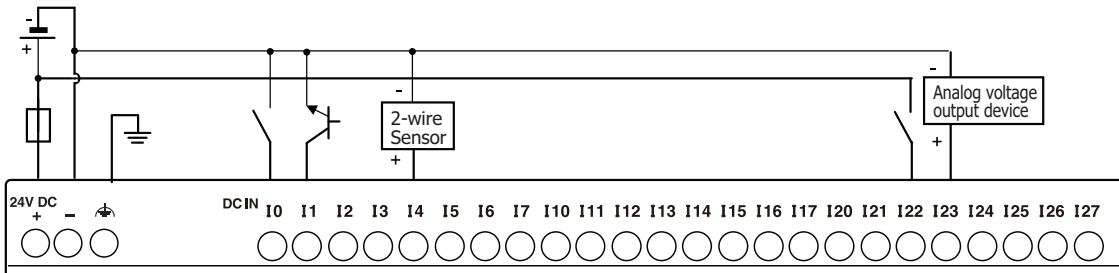 -
+
-
2-wire
Sensor
+
-
Analog voltage
output device
+
24V DC
+ -
DC IN I0 I1 I2 I3 I4 I5 I6 I7 I10 I11 I12 I13 I14 I15 I16 I17 I20 I21 I22 I23 I24 I25 I26 I27